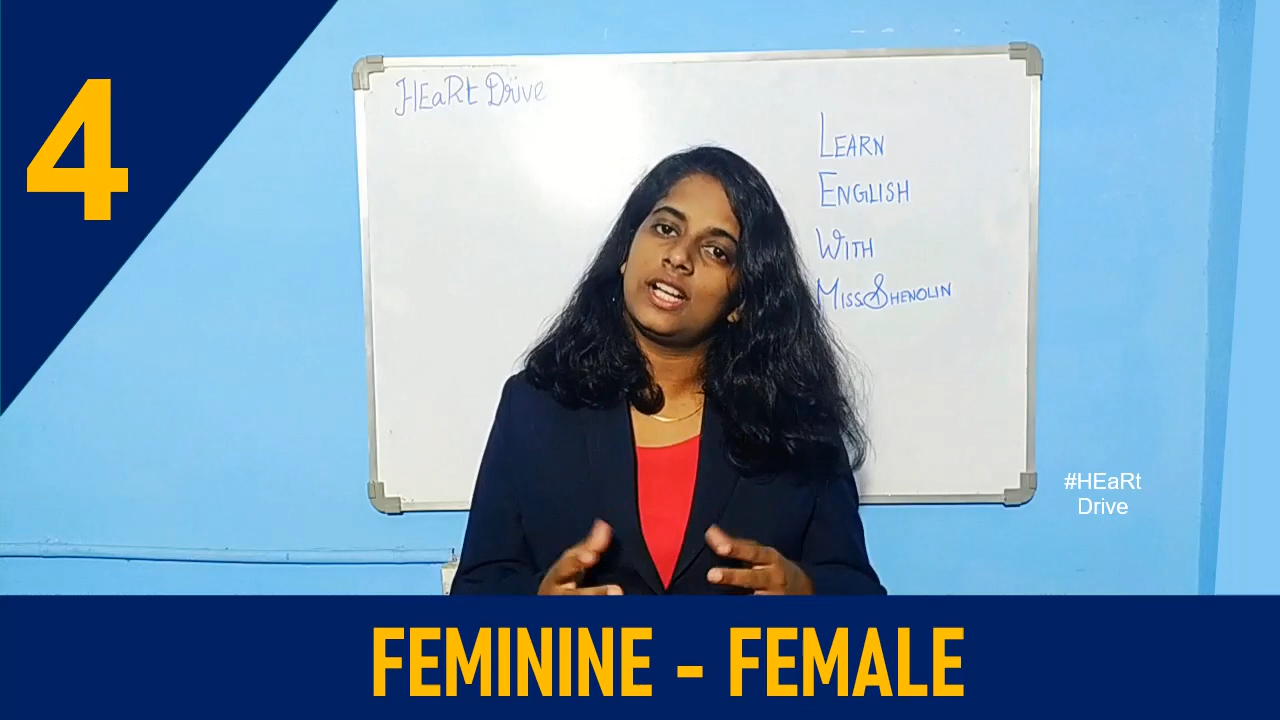 4
HEaRt Drive
LEARN
ENGLISH
WITH
MISS SHENOLIN
#HEaRt
Drive
FEMININE - FEMALE